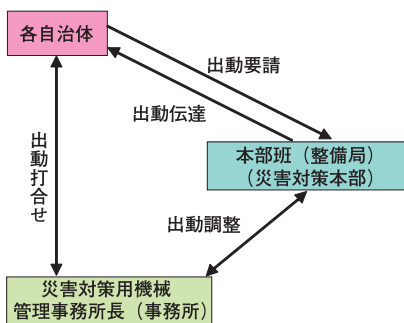 各自治体
出動要請
出動伝達
出動打合せ
本部班（整備局）
（災害対策本部）
出動調整
災害対策用機械
管理事務所長（事務所）